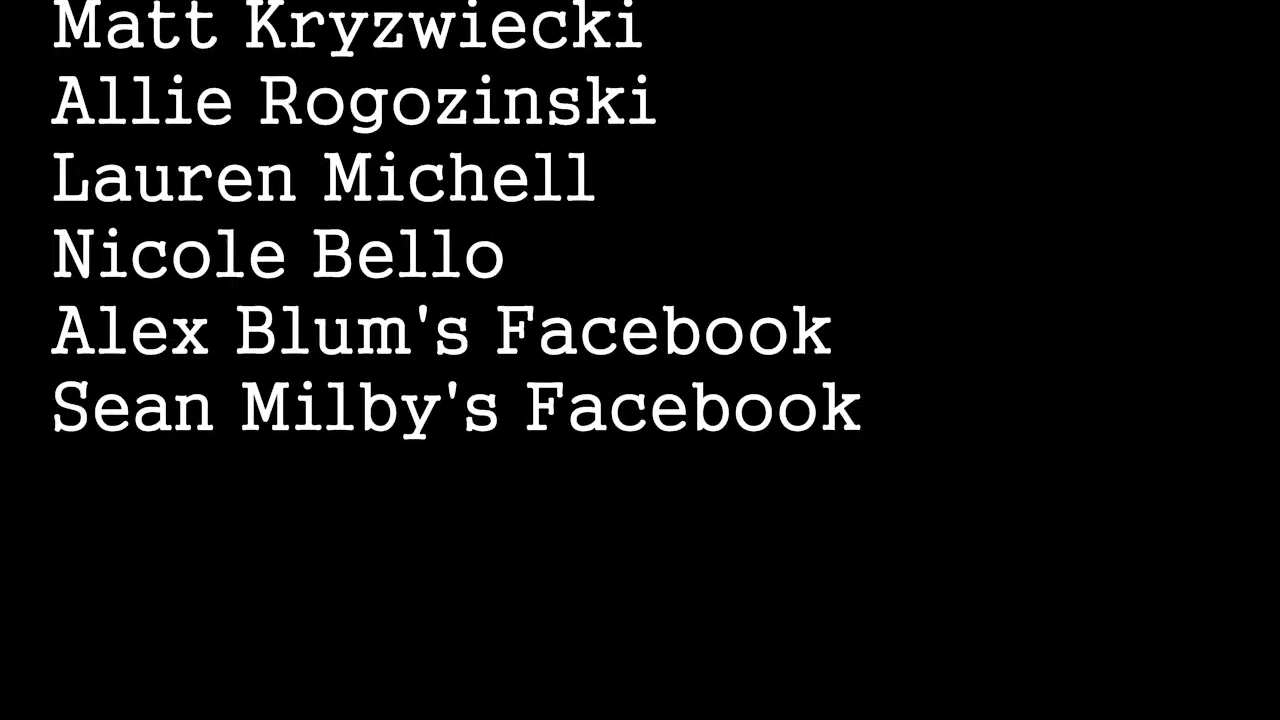 Matt Kryzwiecki
Allie Rogozinski
Lauren Michell
Nicole Bello
Alex Blum's Facebook
Sean Milby's Facebook